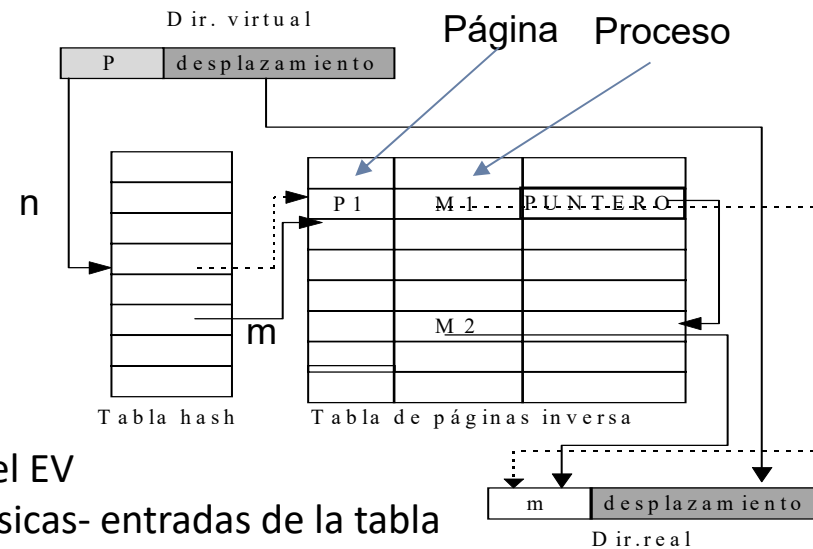 Dir. virtual
Página Proceso
P desplazamiento
n
P1 M1 PUNTERO
m
M2
Tabla hash Tabla de páginas inversa
el EV
sicas- entradas de la tabla
m desplazamiento
Dir.real